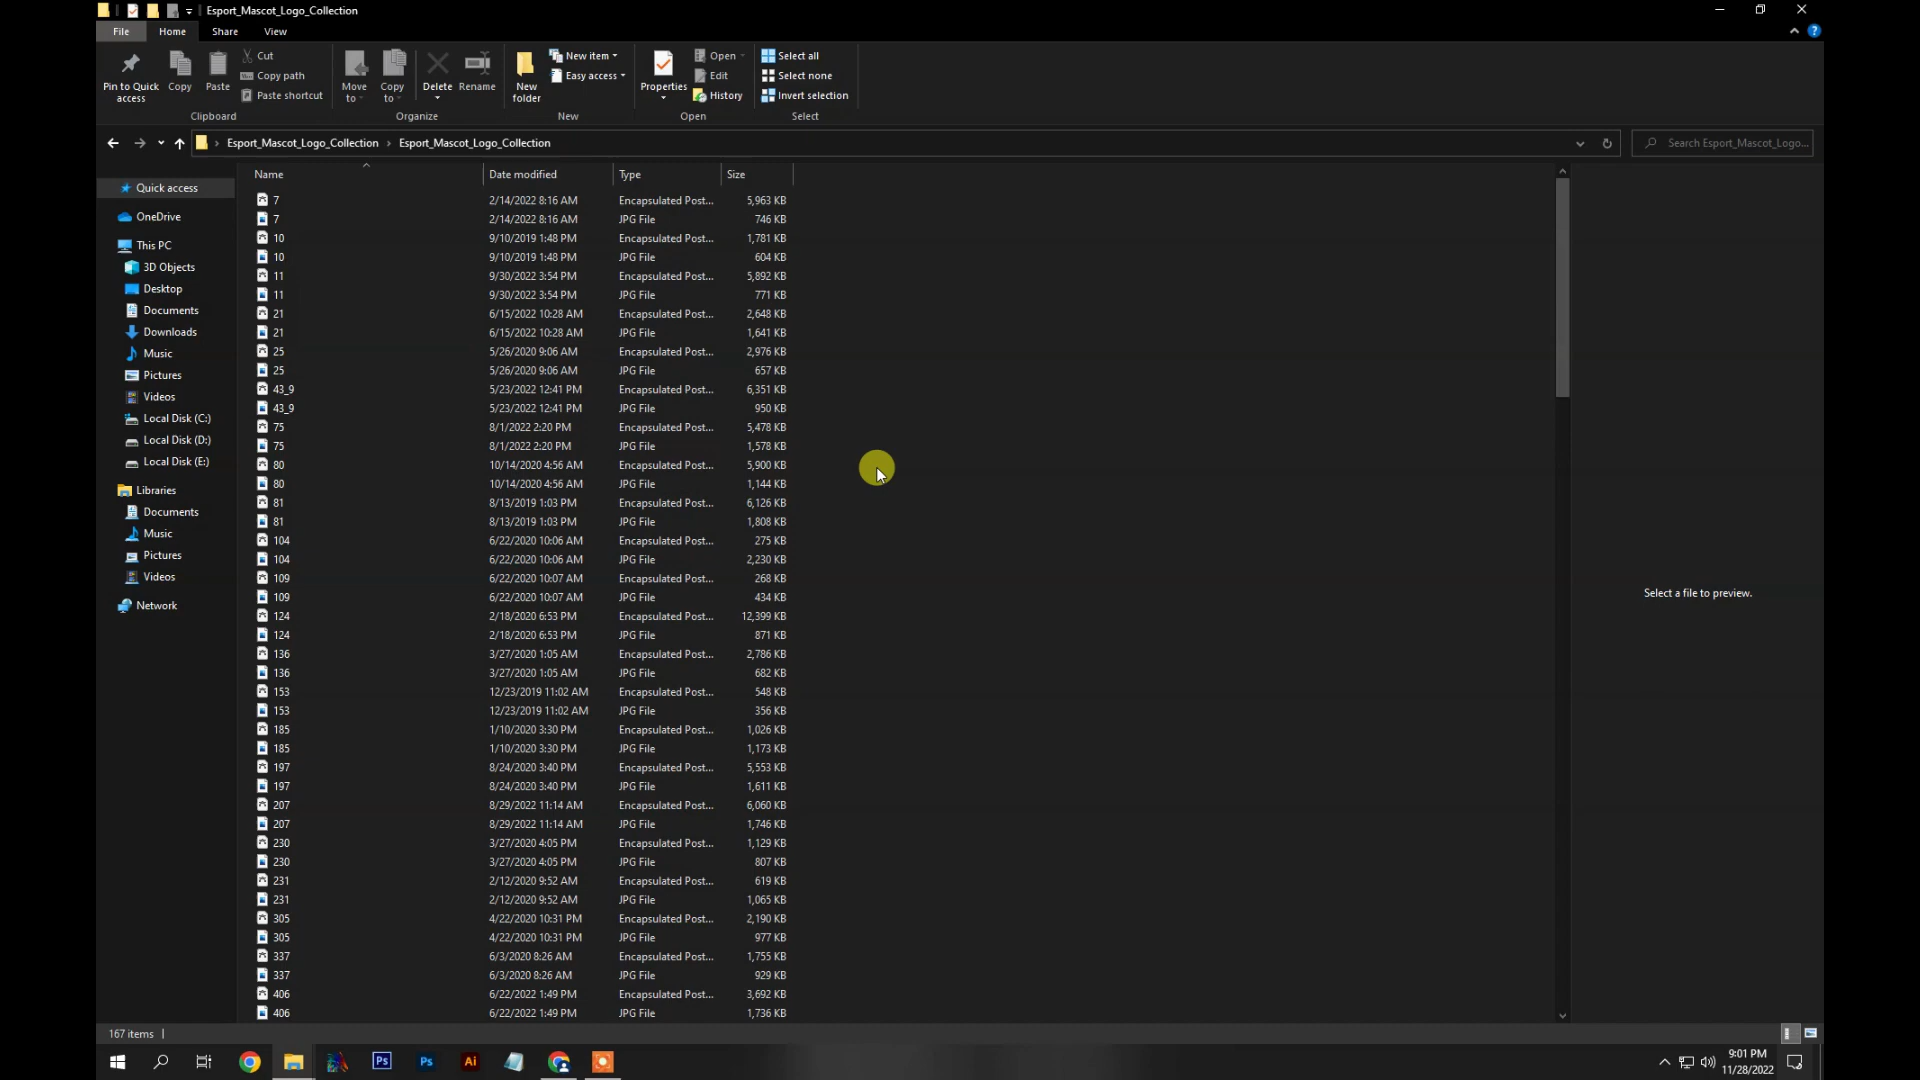 Esport_Mascot_Logo_Collection
File Home Share View
Pin to Quick access
Copy
Paste
Cut
Copy path
Paste shortcut
Clipboard
Move to
Copy to
Delete
Rename
Organize
New folder
New item
Easy access
New
Properties
Open
Edit
History
Open
Select all
Select none
Invert selection
Select
Esport_Mascot_Logo_Collection › Esport_Mascot_Logo_Collection
Search Esport_Mascot_Logo...
Quick access
OneDrive
This PC
3D Objects
Desktop
Documents
Downloads
Music
Pictures
Videos
Local Disk (C:)
Local Disk (D:)
Local Disk (E:)
Libraries
Documents
Music
Pictures
Videos
Network
Name Date modified Type Size
7 2/14/2022 8:16 AM Encapsulated Post... 5,963 KB
7 2/14/2022 8:16 AM JPG File 746 KB
10 9/10/2019 1:48 PM Encapsulated Post... 1,781 KB
10 9/10/2019 1:48 PM JPG File 604 KB
11 9/30/2022 3:54 PM Encapsulated Post... 5,892 KB
11 9/30/2022 3:54 PM JPG File 771 KB
21 6/15/2022 10:28 AM Encapsulated Post... 2,648 KB
21 6/15/2022 10:28 AM JPG File 1,641 KB
25 5/26/2020 9:06 AM Encapsulated Post... 2,976 KB
25 5/26/2020 9:06 AM JPG File 657 KB
43_9 5/23/2022 12:41 PM Encapsulated Post... 6,351 KB
43_9 5/23/2022 12:41 PM JPG File 950 KB
75 8/1/2022 2:20 PM Encapsulated Post... 5,478 KB
75 8/1/2022 2:20 PM JPG File 1,578 KB
80 10/14/2020 4:56 AM Encapsulated Post... 5,900 KB
80 10/14/2020 4:56 AM JPG File 1,144 KB
81 8/13/2019 1:03 PM Encapsulated Post... 6,126 KB
81 8/13/2019 1:03 PM JPG File 1,808 KB
104 6/22/2020 10:06 AM Encapsulated Post... 275 KB
104 6/22/2020 10:06 AM JPG File 2,230 KB
109 6/22/2020 10:07 AM Encapsulated Post... 268 KB
109 6/22/2020 10:07 AM JPG File 434 KB
124 2/18/2020 6:53 PM Encapsulated Post... 12,399 KB
124 2/18/2020 6:53 PM JPG File 871 KB
136 3/27/2020 1:05 AM Encapsulated Post... 2,786 KB
136 3/27/2020 1:05 AM JPG File 682 KB
153 12/23/2019 11:02 AM Encapsulated Post... 548 KB
153 12/23/2019 11:02 AM JPG File 356 KB
185 1/10/2020 3:30 PM Encapsulated Post... 1,026 KB
185 1/10/2020 3:30 PM JPG File 1,173 KB
197 8/24/2020 3:40 PM Encapsulated Post... 5,553 KB
197 8/24/2020 3:40 PM JPG File 1,611 KB
207 8/29/2022 11:14 AM Encapsulated Post... 6,060 KB
207 8/29/2022 11:14 AM JPG File 1,746 KB
230 3/27/2020 4:05 PM Encapsulated Post... 1,129 KB
230 3/27/2020 4:05 PM JPG File 807 KB
231 2/12/2020 9:52 AM Encapsulated Post... 619 KB
231 2/12/2020 9:52 AM JPG File 1,065 KB
305 4/22/2020 10:31 PM Encapsulated Post... 2,190 KB
305 4/22/2020 10:31 PM JPG File 977 KB
337 6/3/2020 8:26 AM Encapsulated Post... 1,755 KB
337 6/3/2020 8:26 AM JPG File 929 KB
406 6/22/2022 1:49 PM Encapsulated Post... 3,692 KB
406 6/22/2022 1:49 PM JPG File 1,736 KB
Select a file to preview.
167 items
Ps Ps Ai
9:01 PM
11/28/2022